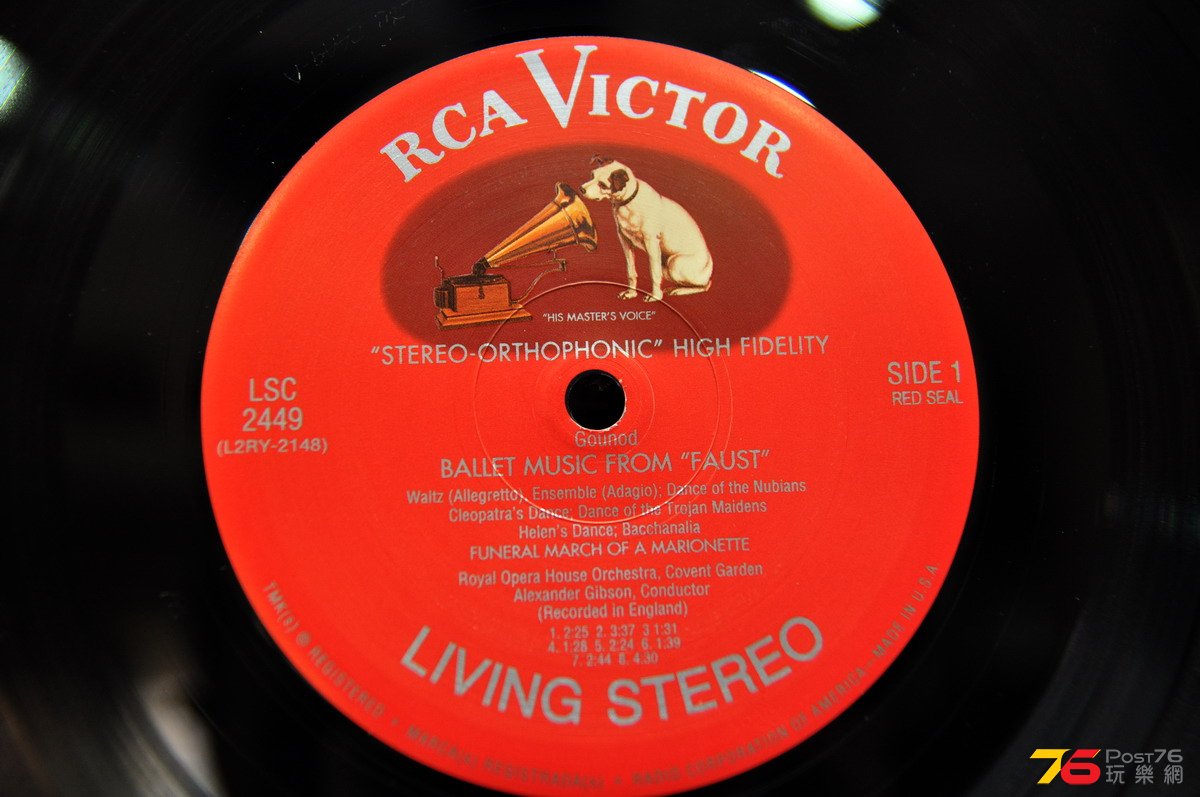 RCA VICTOR
"HIS MASTER'S VOICE"
"STEREO-ORTHOPHONIC" HIGH FIDELITY
LSC
2449
(L2RY-2148)
SIDE 1
RED SEAL
Gounod
BALLET MUSIC FROM "FAUST"
Waltz (Allegretto); Ensemble (Adagio); Dance of the Nubians
Cleopatra's Dance; Dance of the Trojan Maidens
Helen's Dance; Bacchanalia
FUNERAL MARCH OF A MARIONETTE
Royal Opera House Orchestra, Covent Garden
Alexander Gibson, Conductor
(Recorded in England)
1. 2:25 2. 3:37 3 1:31
4. 1:28 5. 2:24 6. 1:39
7. 2:44 8. 4:30
LIVING STEREO
TMK(s) ® REGISTERED • MARCA(s) REGISTRADA(s) • RADIO CORPORATION OF AMERICA - MADE IN U.S.A.
76 POST76
玩樂網